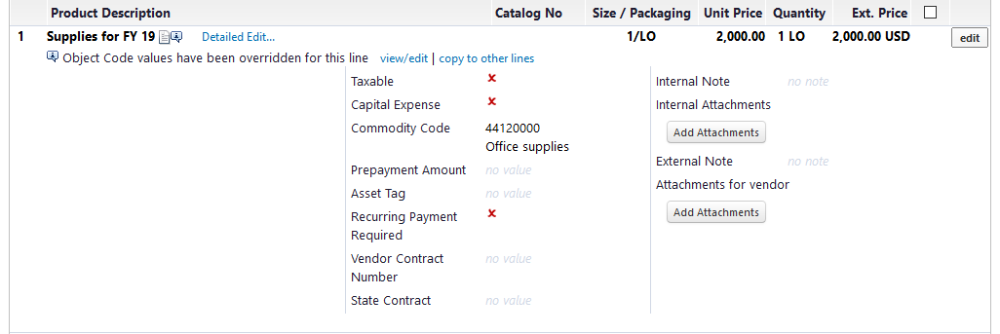 Product Description Catalog No Size / Packaging Unit Price Quantity Ext. Price
1 Supplies for FY 19 Detailed Edit... 1/LO 2,000.00 1 LO 2,000.00 USD edit
Object Code values have been overridden for this line view/edit | copy to other lines
Taxable
Capital Expense
Commodity Code 44120000
Office supplies
Prepayment Amount no value
Asset Tag no value
Recurring Payment
Required
Vendor Contract no value
Number
State Contract no value
Internal Note no note
Internal Attachments
Add Attachments
External Note no note
Attachments for vendor
Add Attachments